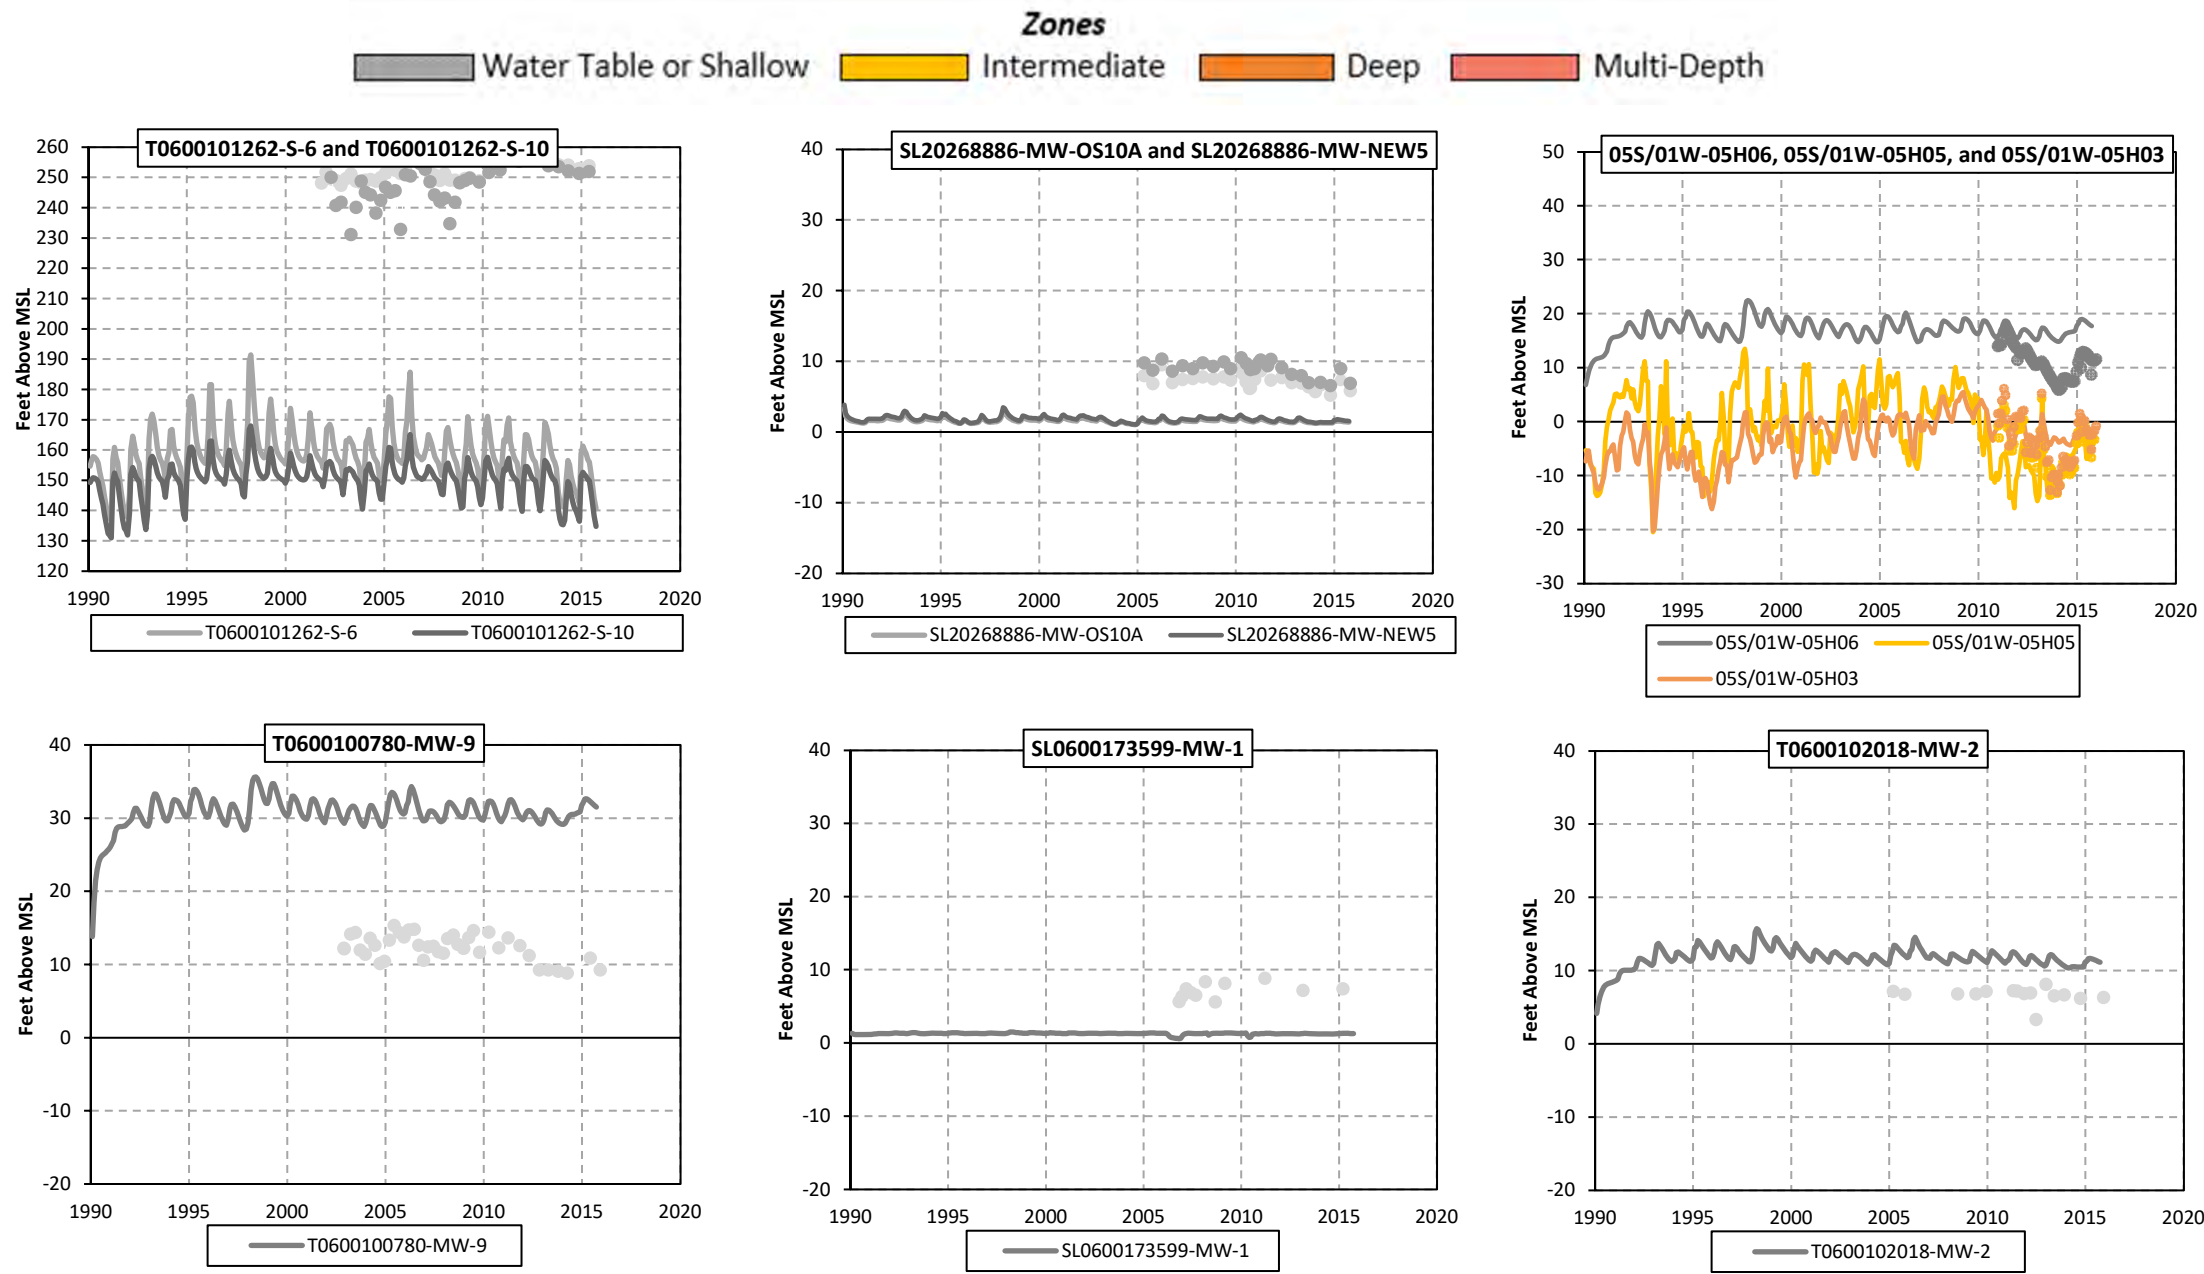 Zones
Water Table or Shallow Intermediate Deep Multi-Depth
T0600101262-S-6 and T0600101262-S-10
260
250
240
230
220
210
200
190
180
170
160
150
140
130
120
Feet Above MSL
1990 1995 2000 2005 2010 2015 2020
T0600101262-S-6 T0600101262-S-10
SL20268886-MW-OS10A and SL20268886-MW-NEW5
40
30
20
10
0
-10
-20
Feet Above MSL
1990 1995 2000 2005 2010 2015 2020
SL20268886-MW-OS10A SL20268886-MW-NEW5
05S/01W-05H06, 05S/01W-05H05, and 05S/01W-05H03
50
40
30
20
10
0
-10
-20
-30
Feet Above MSL
1990 1995 2000 2005 2010 2015 2020
05S/01W-05H06 05S/01W-05H05
05S/01W-05H03
T0600100780-MW-9
40
30
20
10
0
-10
-20
Feet Above MSL
1990 1995 2000 2005 2010 2015 2020
T0600100780-MW-9
SL0600173599-MW-1
40
30
20
10
0
-10
-20
Feet Above MSL
1990 1995 2000 2005 2010 2015 2020
SL0600173599-MW-1
T0600102018-MW-2
40
30
20
10
0
-10
-20
Feet Above MSL
1990 1995 2000 2005 2010 2015 2020
T0600102018-MW-2